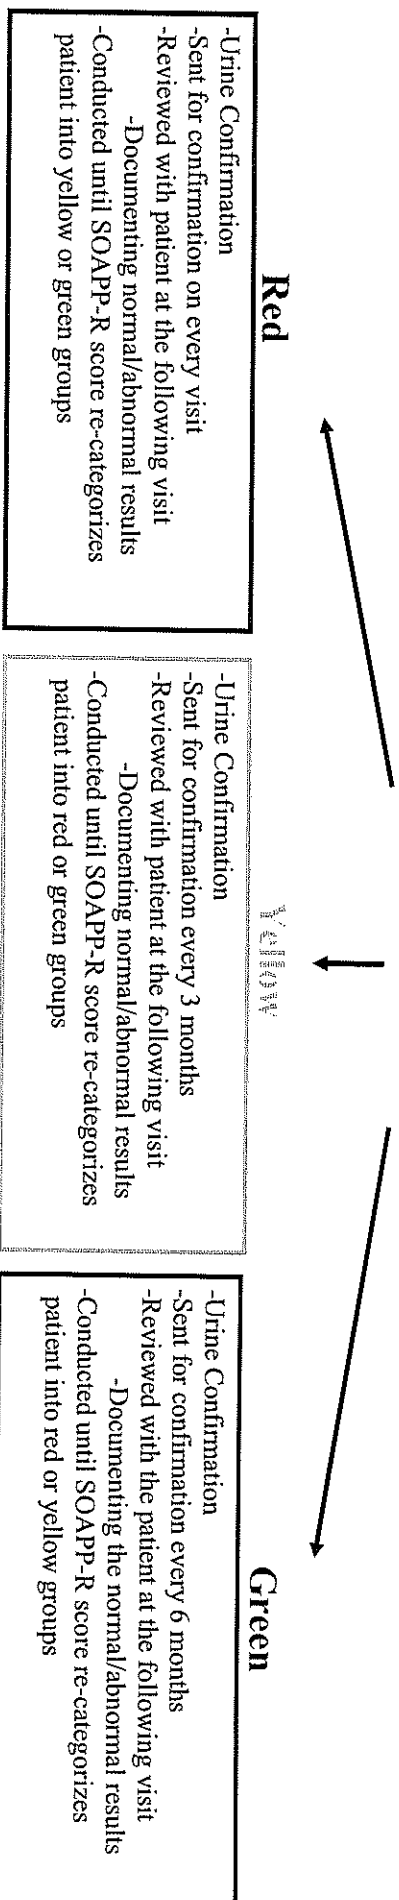 Red
-Urine Confirmation
-Sent for confirmation on every visit
-Reviewed with patient at the following visit
-Documenting normal/abnormal results
-Conducted until SOAPP-R score re-categorizes
patient into yellow or green groups
Yellow
-Urine Confirmation
-Sent for confirmation every 3 months
-Reviewed with patient at the following visit
-Documenting normal/abnormal results
-Conducted until SOAPP-R score re-categorizes
patient into red or green groups
Green
-Urine Confirmation
-Sent for confirmation every 6 months
-Reviewed with the patient at the following visit
-Documenting the normal/abnormal results
-Conducted until SOAPP-R score re-categorizes
patient into red or yellow groups